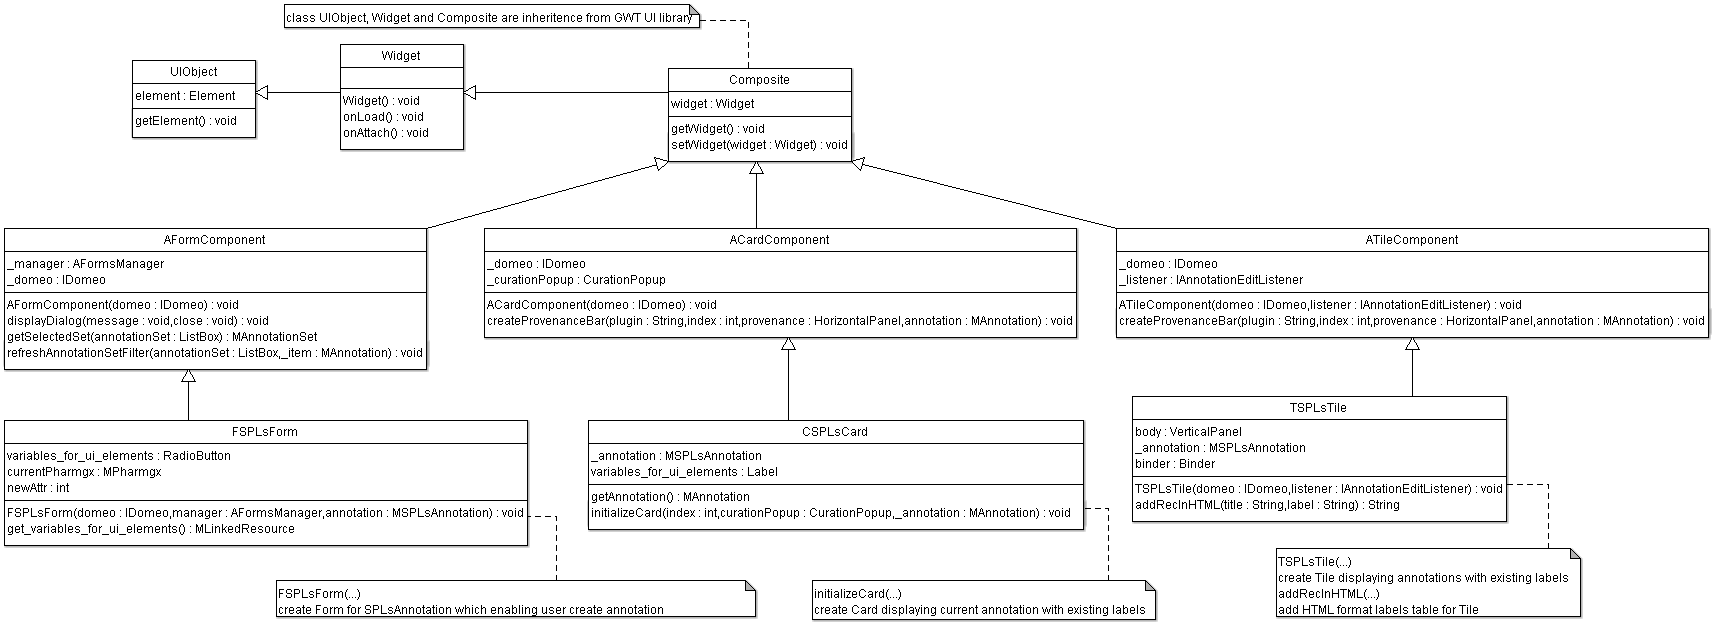 class UIObject, Widget and Composite are inheritence from GWT UI library
Widget
Widget() : void
onLoad() : void
onAttach() : void
UIObject
element : Element
getElement() : void
Composite
widget : Widget
getWidget() : void
setWidget(widget : Widget) : void
AFormComponent
_manager : AFormsManager
_domeo : IDomeo
AFormComponent(domeo : IDomeo) : void
displayDialog(message : void,close : void) : void
getSelectedSet(annotationSet : ListBox) : MAnnotationSet
refreshAnnotationSetFilter(annotationSet : ListBox,_item : MAnnotation) : void
ACardComponent
_domeo : IDomeo
_curationPopup : CurationPopup
ACardComponent(domeo : IDomeo) : void
createProvenanceBar(plugin : String,index : int,provenance : HorizontalPanel,annotation : MAnnotation) : void
ATileComponent
_domeo : IDomeo
_listener : IAnnotationEditListener
ATileComponent(domeo : IDomeo,listener : IAnnotationEditListener) : void
createProvenanceBar(plugin : String,index : int,provenance : HorizontalPanel,annotation : MAnnotation) : void
FSPLsForm
variables_for_ui_elements : RadioButton
currentPharmgx : MPharmgx
newAttr : int
FSPLsForm(domeo : IDomeo,manager : AFormsManager,annotation : MSPLsAnnotation) : void
get_variables_for_ui_elements() : MLinkedResource
CSPLsCard
_annotation : MSPLsAnnotation
variables_for_ui_elements : Label
getAnnotation() : MAnnotation
initializeCard(index : int,curationPopup : CurationPopup,_annotation : MAnnotation) : void
TSPLsTile
body : VerticalPanel
_annotation : MSPLsAnnotation
binder : Binder
TSPLsTile(domeo : IDomeo,listener : IAnnotationEditListener) : void
addRecInHTML(title : String,label : String) : String
FSPLsForm(...)
create Form for SPLsAnnotation which enabling user create annotation
initializeCard(...)
create Card displaying current annotation with existing labels
TSPLsTile(...)
create Tile displaying annotations with existing labels
addRecInHTML(...)
add HTML format labels table for Tile